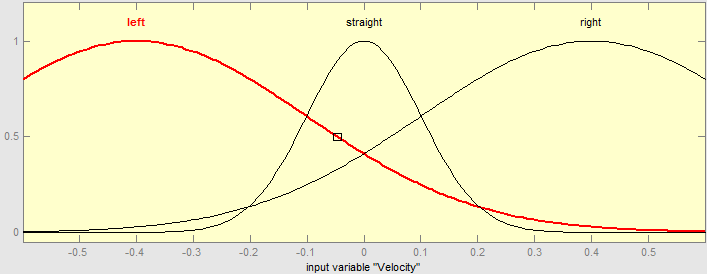 left straight right
1
0.5
0
-0.5 -0.4 -0.3 -0.2 -0.1 0 0.1 0.2 0.3 0.4 0.5
input variable "Velocity"